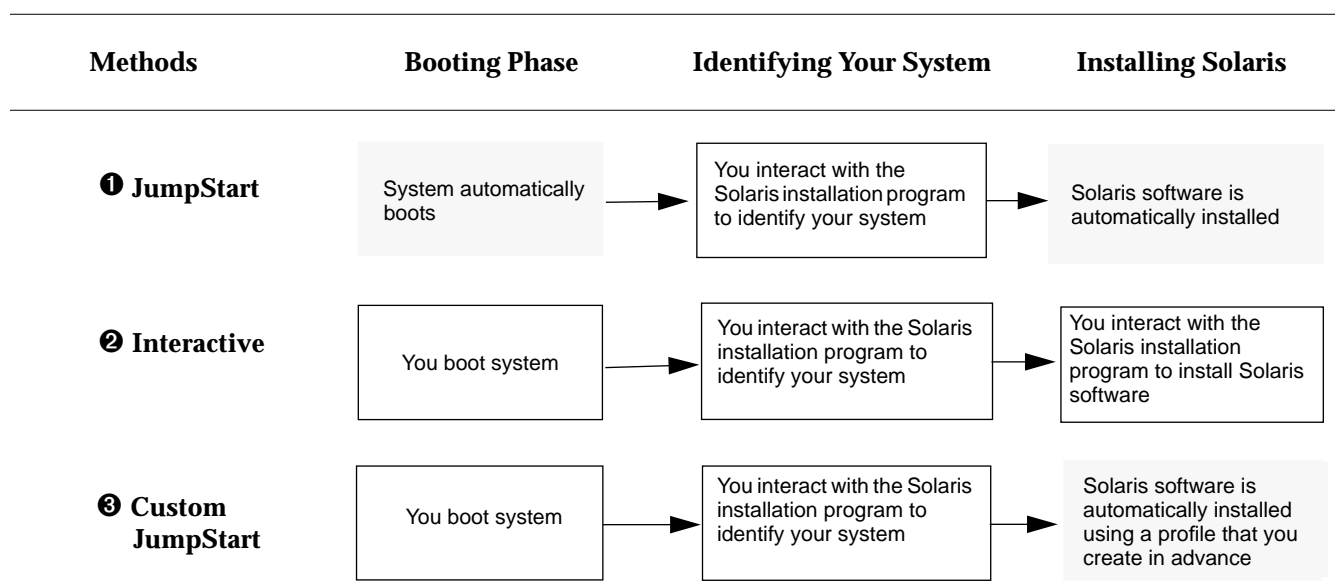 Methods Booting Phase Identifying Your System Installing Solaris
❶ JumpStart
System automatically
boots
You interact with the
Solaris installation program
to identify your system
Solaris software is
automatically installed
❷ Interactive
You boot system
You interact with the Solaris
installation program to
identify your system
You interact with the
Solaris installation
program to install Solaris
software
❸ Custom
JumpStart
You boot system
You interact with the Solaris
installation program to
identify your system
Solaris software is
automatically installed
using a profile that you
create in advance